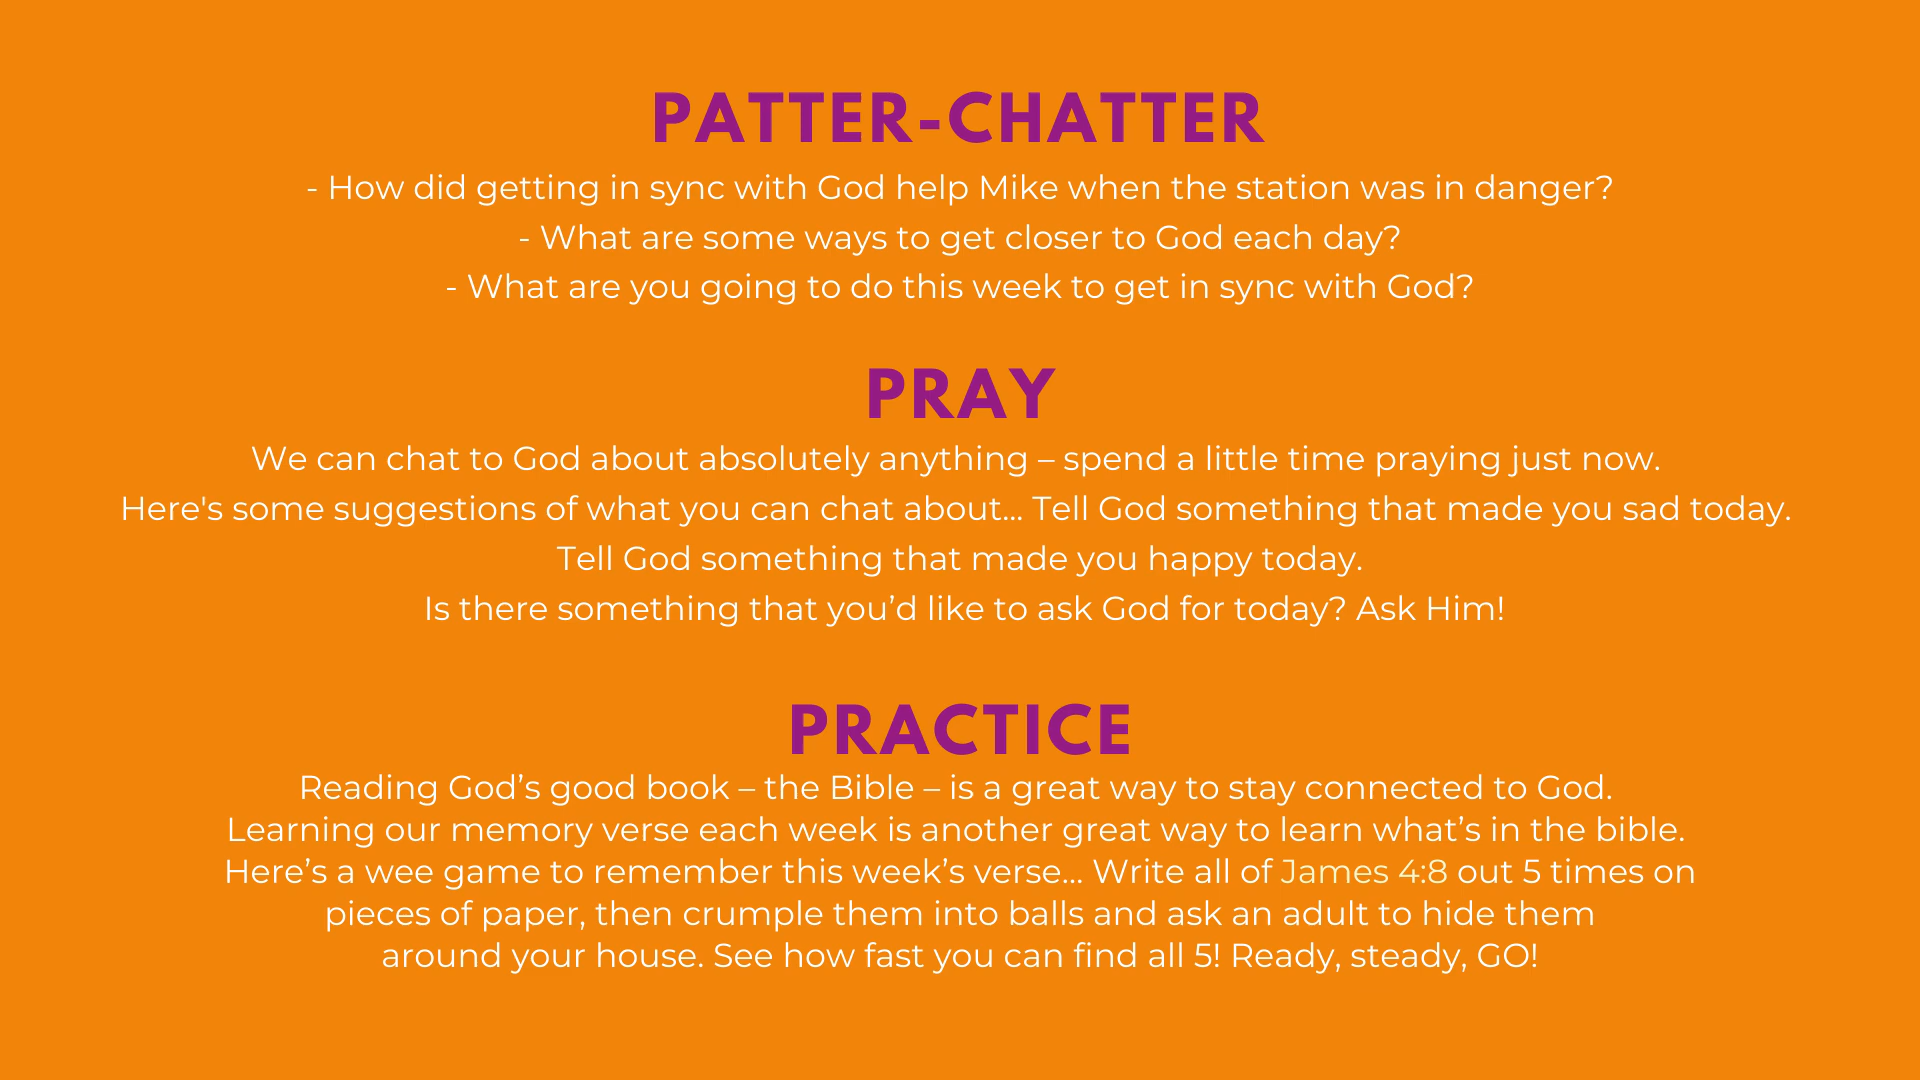 PATTER-CHATTER
- How did getting in sync with God help Mike when the station was in danger?
- What are some ways to get closer to God each day?
- What are you going to do this week to get in sync with God?
PRAY
We can chat to God about absolutely anything – spend a little time praying just now.
Here's some suggestions of what you can chat about... Tell God something that made you sad today.
Tell God something that made you happy today.
Is there something that you’d like to ask God for today? Ask Him!
PRACTICE
Reading God’s good book – the Bible – is a great way to stay connected to God.
Learning our memory verse each week is another great way to learn what’s in the bible.
Here’s a wee game to remember this week’s verse... Write all of James 4:8 out 5 times on
pieces of paper, then crumple them into balls and ask an adult to hide them
around your house. See how fast you can find all 5! Ready, steady, GO!